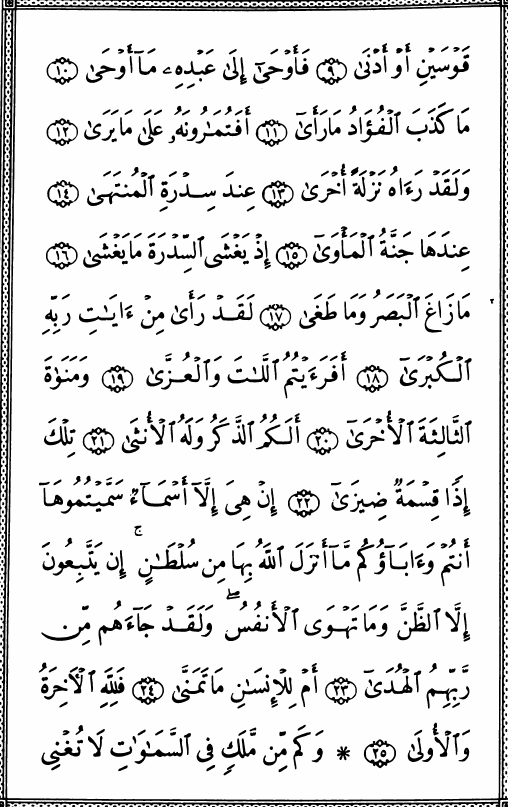 قَوْسَيْنِ أَوْ أَدْنَىٰ ۝٩ فَأَوْحَىٰٓ إِلَىٰ عَبْدِهِۦ مَآ أَوْحَىٰ ۝١٠
مَا كَذَبَ ٱلْفُؤَادُ مَا رَأَىٰٓ ۝١١ أَفَتُمَـٰرُونَهُۥ عَلَىٰ مَا يَرَىٰ ۝١٢
وَلَقَدْ رَءَاهُ نَزْلَةً أُخْرَىٰ ۝١٣ عِندَ سِدْرَةِ ٱلْمُنتَهَىٰ ۝١٤
عِندَهَا جَنَّةُ ٱلْمَأْوَىٰٓ ۝١٥ إِذْ يَغْشَى ٱلسِّدْرَةَ مَا يَغْشَىٰ ۝١٦
مَا زَاغَ ٱلْبَصَرُ وَمَا طَغَىٰ ۝١٧ لَقَدْ رَأَىٰ مِنْ ءَايَـٰتِ رَبِّهِ
ٱلْكُبْرَىٰٓ ۝١٨ أَفَرَءَيْتُمُ ٱللَّـٰتَ وَٱلْعُزَّىٰ ۝١٩ وَمَنَوٰةَ
ٱلثَّالِثَةَ ٱلْأُخْرَىٰٓ ۝٢٠ أَلَكُمُ ٱلذَّكَرُ وَلَهُ ٱلْأُنثَىٰ ۝٢١ تِلْكَ
إِذًا قِسْمَةٌ ضِيزَىٰٓ ۝٢٢ إِنْ هِىَ إِلَّآ أَسْمَآءٌ سَمَّيْتُمُوهَآ
أَنتُمْ وَءَابَآؤُكُم مَّآ أَنزَلَ ٱللَّهُ بِهَا مِن سُلْطَـٰنٍ ۚ إِن يَتَّبِعُونَ
إِلَّا ٱلظَّنَّ وَمَا تَهْوَى ٱلْأَنفُسُ ۖ وَلَقَدْ جَآءَهُم مِّن
رَّبِّهِمُ ٱلْهُدَىٰٓ ۝٢٣ أَمْ لِلْإِنسَـٰنِ مَا تَمَنَّىٰ ۝٢٤ فَلِلَّهِ ٱلْـَٔاخِرَةُ
وَٱلْأُولَىٰ ۝٢٥ * وَكَم مِّن مَّلَكٍ فِى ٱلسَّمَـٰوَٰتِ لَا تُغْنِى